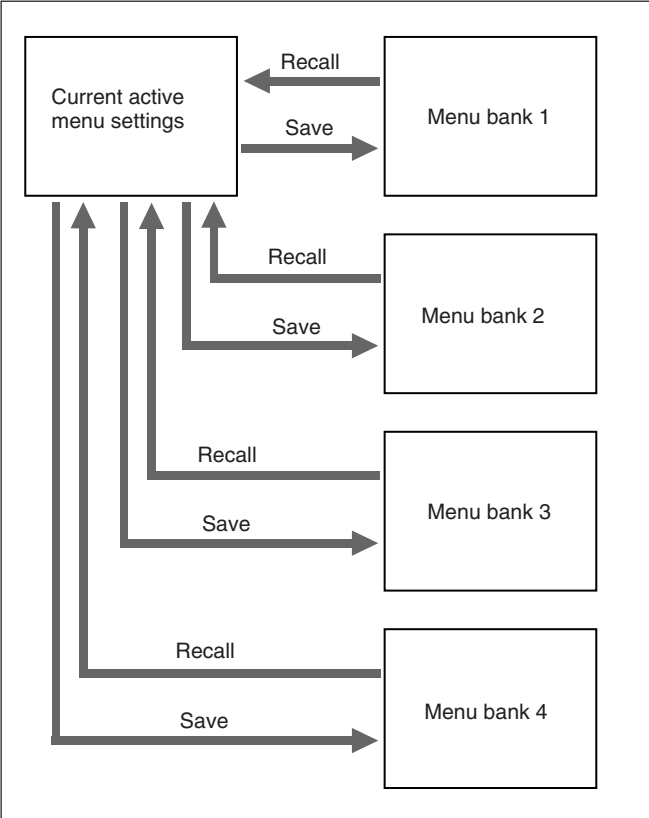 Recall
Current active
menu settings
Save
Menu bank 1
Recall
Save
Menu bank 2
Recall
Save
Menu bank 3
Recall
Save
Menu bank 4